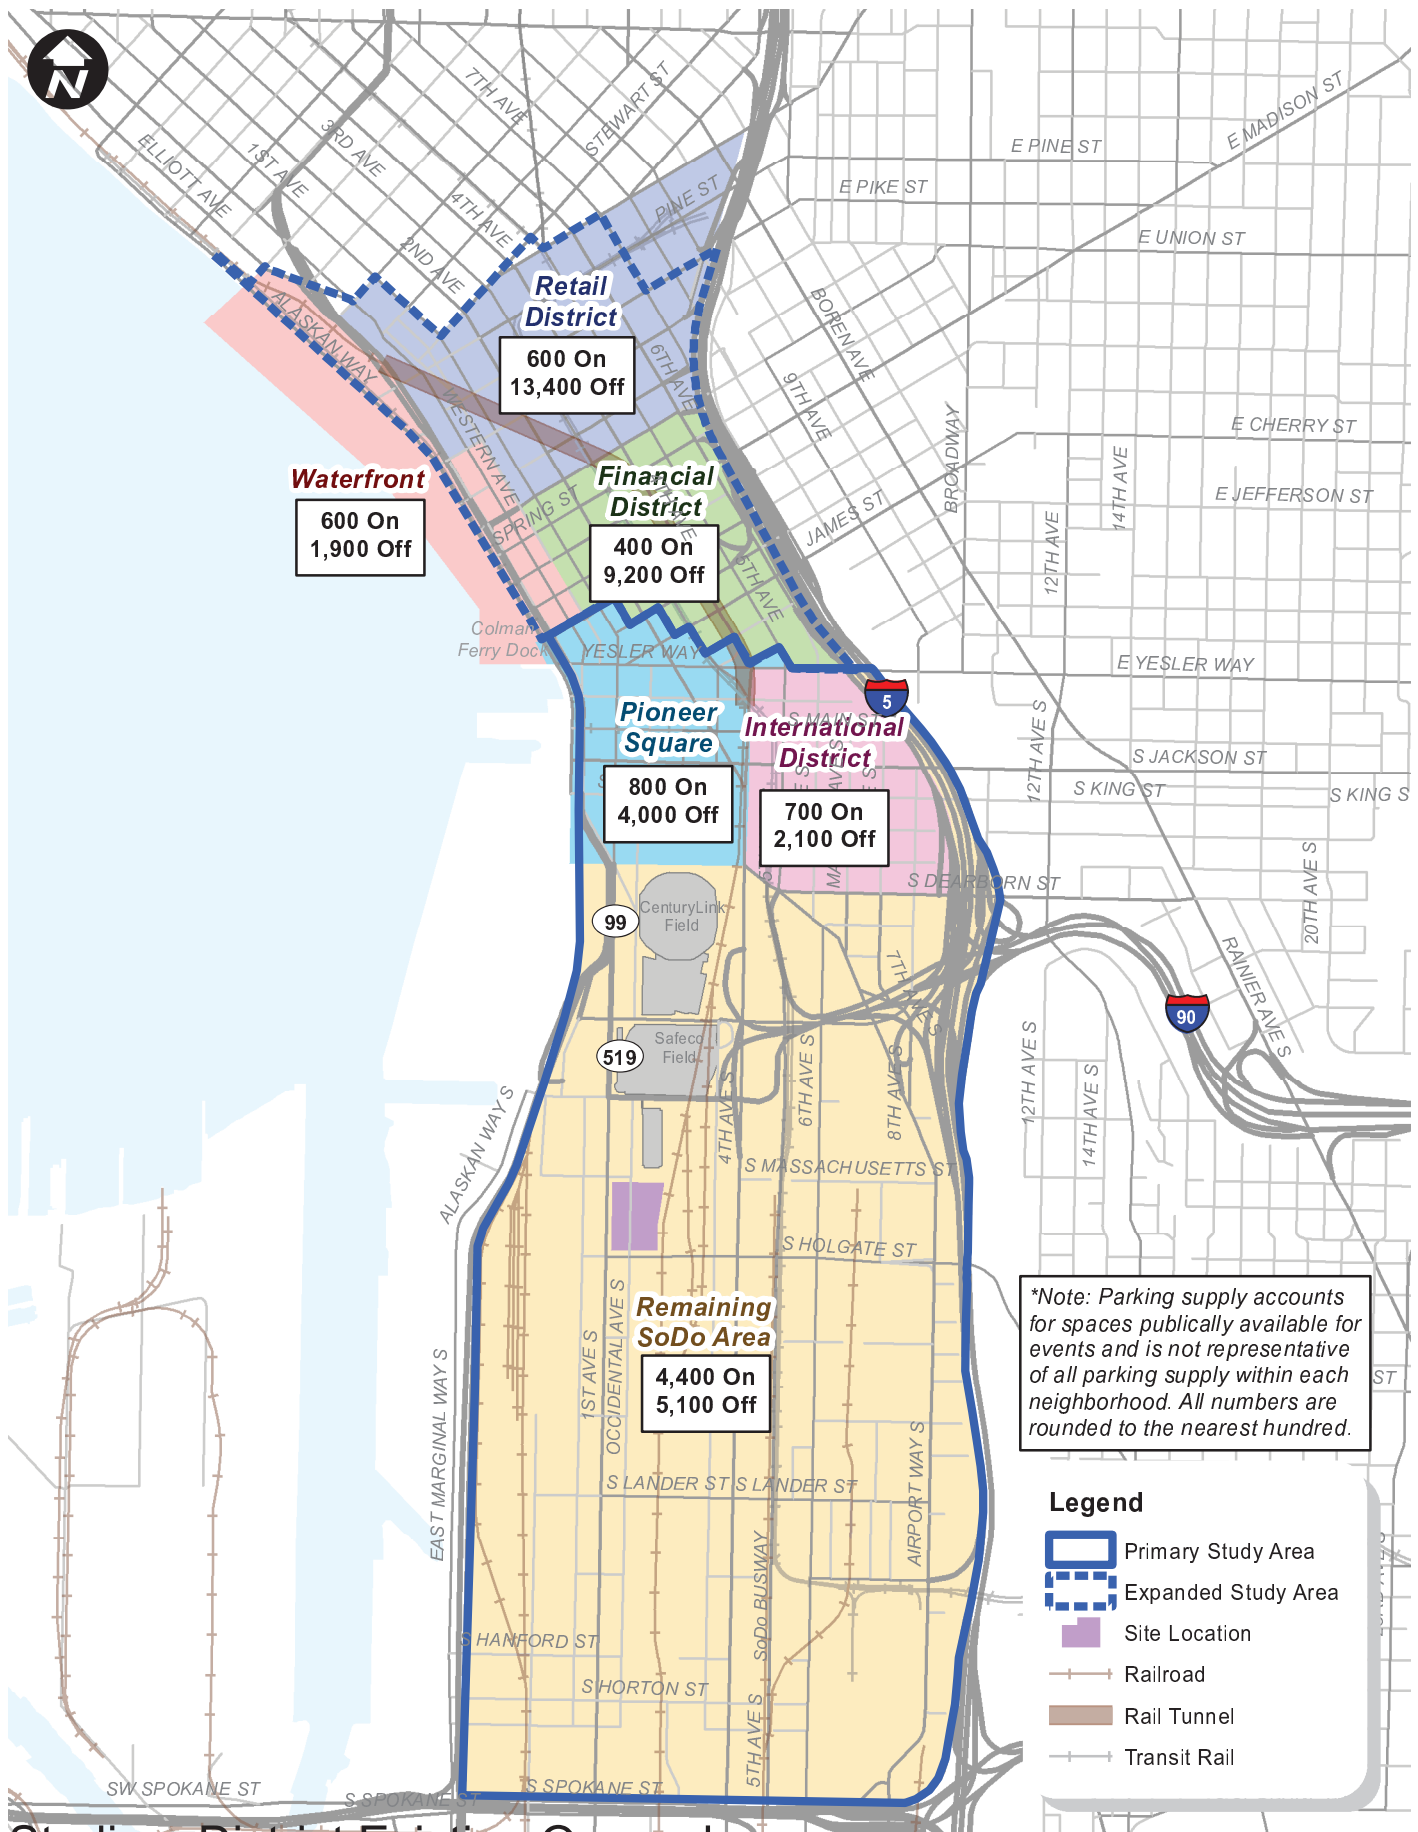 N
7TH AVE
STEWART ST
3RD AVE
1ST AVE
ELLIOTT AVE
4TH AVE
2ND AVE
PINE ST
E MADISON ST
E PINE ST
E PIKE ST
E UNION ST
Retail
District
600 On
13,400 Off
ALASKAN WAY
6TH AVE
BOREN AVE
9TH AVE
WESTERN AVE
BROADWAY
E CHERRY ST
14TH AVE
E JEFFERSON ST
Waterfront
600 On
1,900 Off
SPRING ST
Financial
District
400 On
9,200 Off
5TH AVE
JAMES ST
12TH AVE
Colman
Ferry Dock
YESLER WAY
E YESLER WAY
5
Pioneer
Square
800 On
4,000 Off
S MAIN ST
International
District
700 On
2,100 Off
12TH AVE S
S JACKSON ST
S KING ST
S KING S
S DEARBORN ST
20TH AVE S
RAINIER AVE S
99
CenturyLink
Field
7TH AVE S
90
519
Safeco
Field
4TH AVE S
6TH AVE S
8TH AVE S
12TH AVE S
14TH AVE S
ALASKAN WAY S
S MASSACHUSETTS ST
S HOLGATE ST
Remaining
SoDo Area
4,400 On
5,100 Off
1ST AVE S
OCCIDENTAL AVE S
EAST MARGINAL WAY S
AIRPORT WAY S
S LANDER ST
S LANDER ST
SoDo BUSWAY
S HANFORD ST
S HORTON ST
5TH AVE S
SW SPOKANE ST
S SPOKANE ST
S SPOKANE ST
*Note: Parking supply accounts
for spaces publically available for
events and is not representative
of all parking supply within each
neighborhood. All numbers are
rounded to the nearest hundred.
ST
Legend
Primary Study Area
Expanded Study Area
Site Location
Railroad
Rail Tunnel
Transit Rail